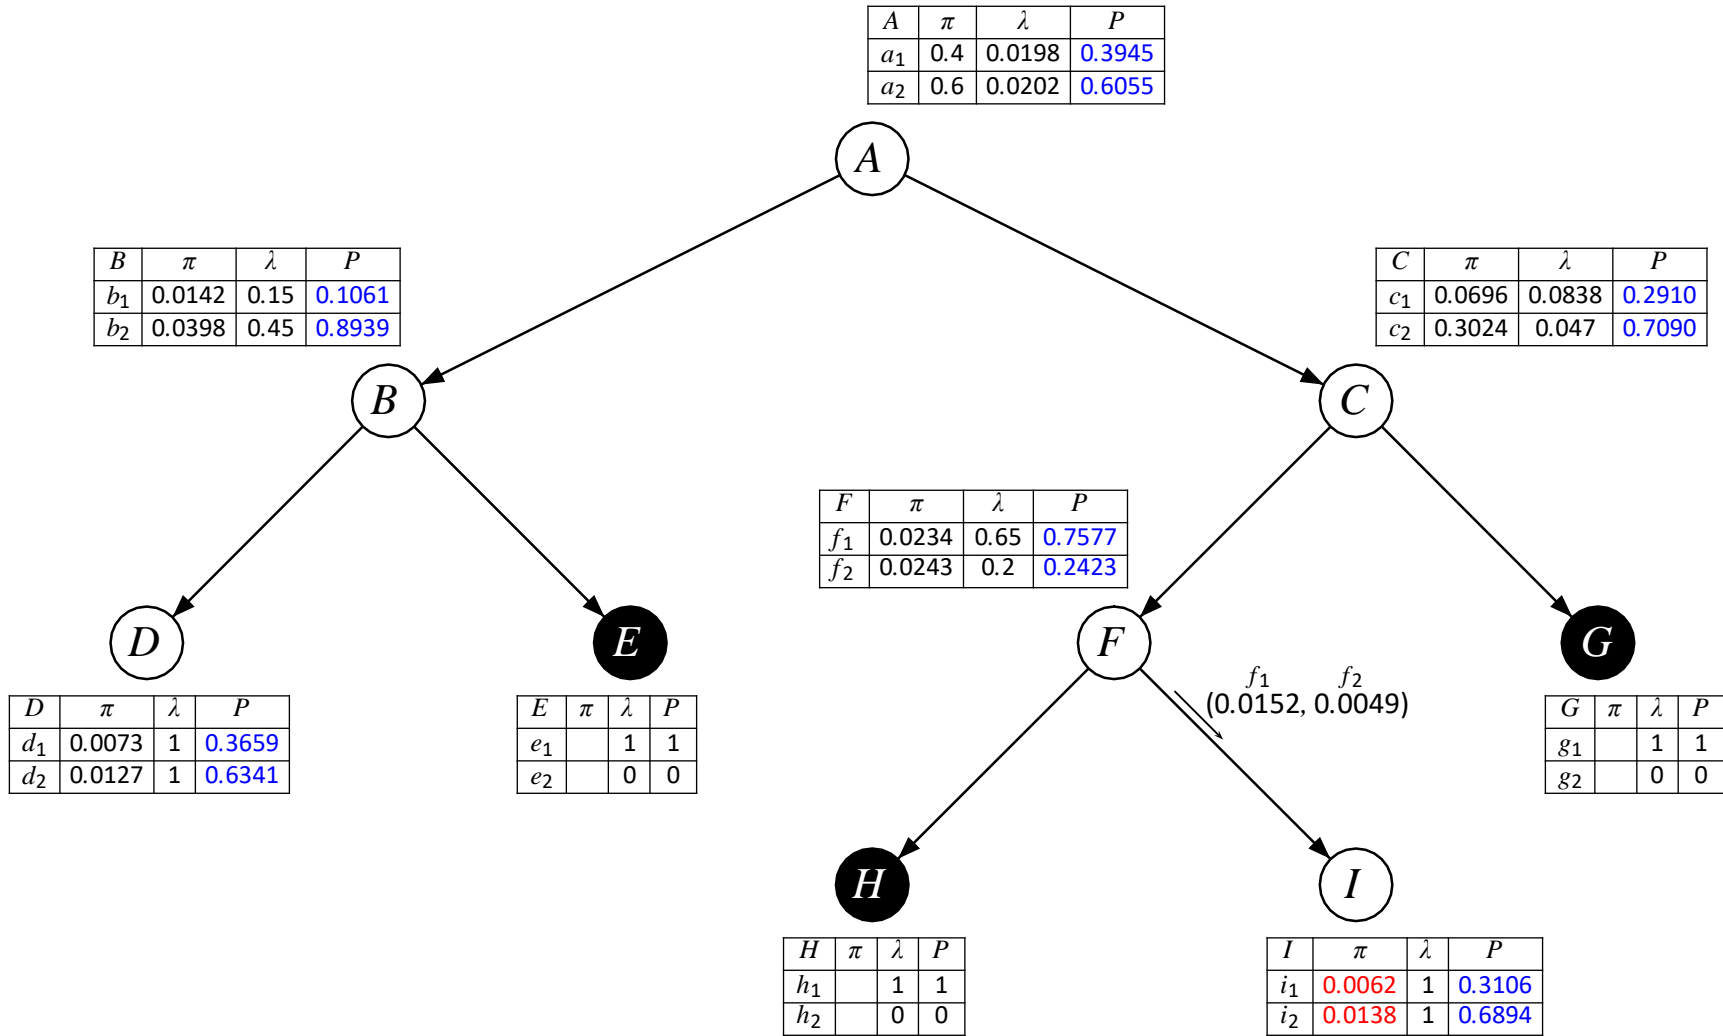 A π λ P
a1 0.4 0.0198 0.3945
a2 0.6 0.0202 0.6055
A
B π λ P
b1 0.0142 0.15 0.1061
b2 0.0398 0.45 0.8939
C π λ P
c1 0.0696 0.0838 0.2910
c2 0.3024 0.047 0.7090
B
C
F π λ P
f1 0.0234 0.65 0.7577
f2 0.0243 0.2 0.2423
D
E
F
G
f1 f2
(0.0152, 0.0049)
D π λ P
d1 0.0073 1 0.3659
d2 0.0127 1 0.6341
E π λ P
e1 1 1
e2 0 0
G π λ P
g1 1 1
g2 0 0
H
I
H π λ P
h1 1 1
h2 0 0
I π λ P
i1 0.0062 1 0.3106
i2 0.0138 1 0.6894